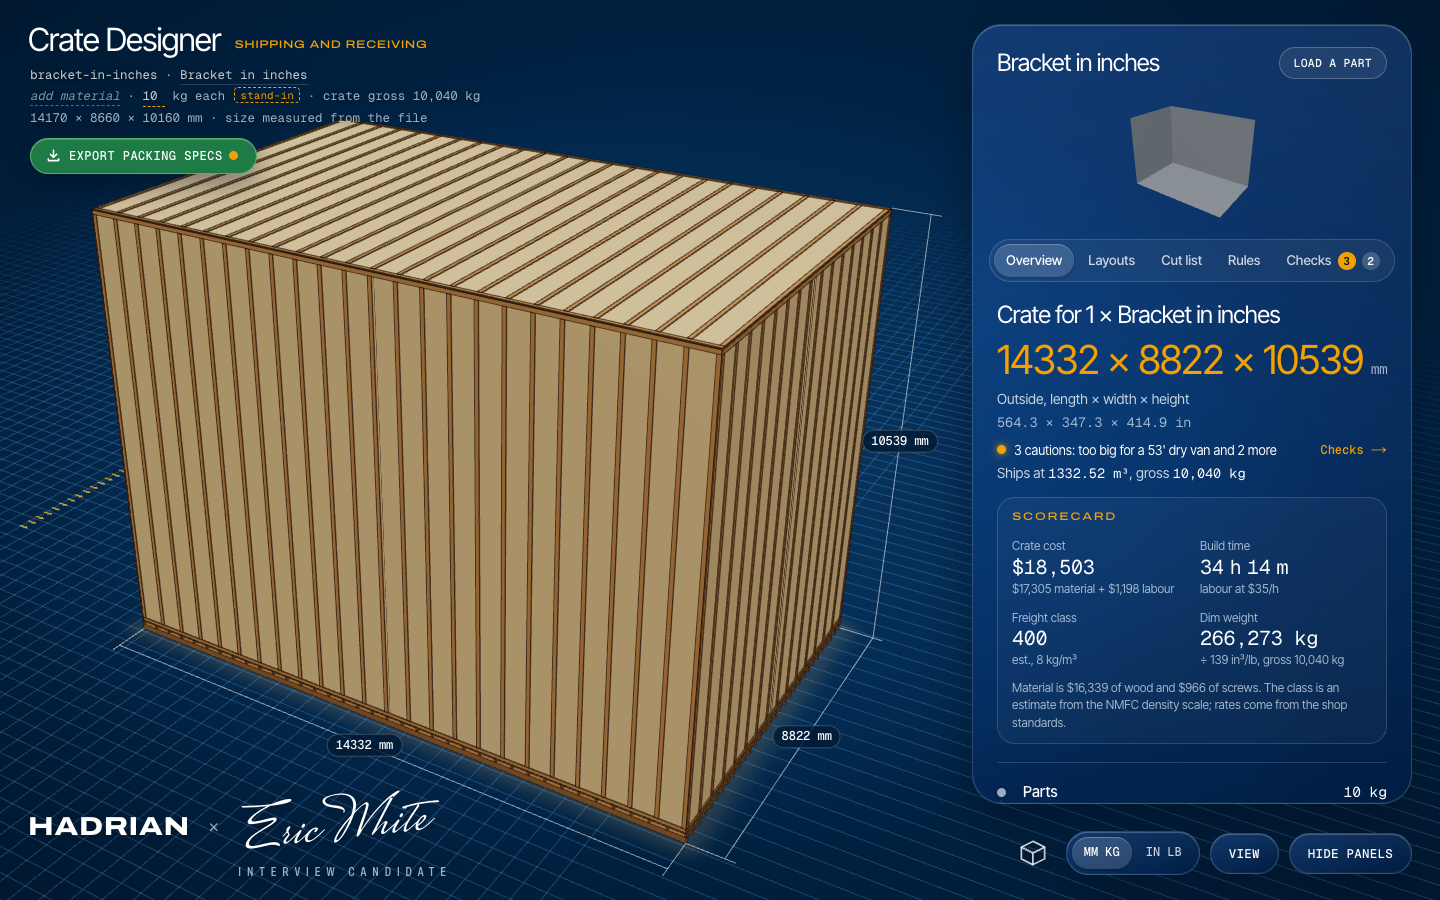 Crate Designer SHIPPING AND RECEIVING
bracket-in-inches · Bracket in inches
add material · 10 kg each stand-in · crate gross 10,040 kg
14170 × 8660 × 10160 mm · size measured from the file
EXPORT PACKING SPECS
10539 mm
8822 mm
14332 mm
HADRIAN × Eric White
INTERVIEW CANDIDATE
Bracket in inches
LOAD A PART
Overview Layouts Cut list Rules Checks 3 2
Crate for 1 × Bracket in inches
14332 × 8822 × 10539 mm
Outside, length × width × height
564.3 × 347.3 × 414.9 in
3 cautions: too big for a 53' dry van and 2 more Checks →
Ships at 1332.52 m³, gross 10,040 kg
SCORECARD
Crate cost
$18,503
$17,305 material + $1,198 labour
Build time
34 h 14 m
labour at $35/h
Freight class
400
est., 8 kg/m³
Dim weight
266,273 kg
÷ 139 in³/lb, gross 10,040 kg
Material is $16,339 of wood and $966 of screws. The class is an
estimate from the NMFC density scale; rates come from the shop
standards.
Parts 10 kg
MM KG IN LB VIEW HIDE PANELS